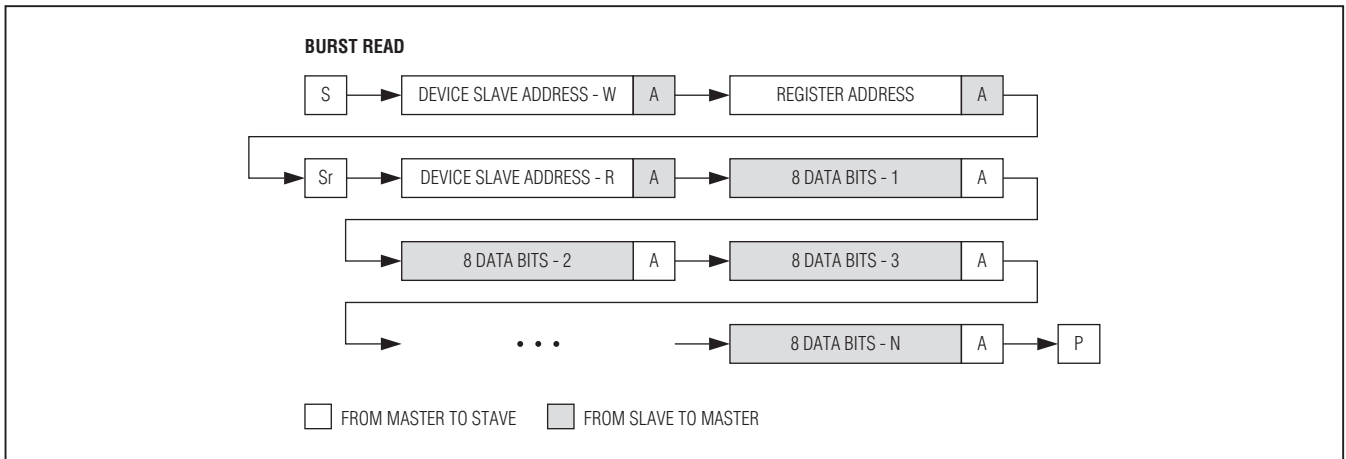 BURST READ
S DEVICE SLAVE ADDRESS - W A REGISTER ADDRESS A
Sr DEVICE SLAVE ADDRESS - R A 8 DATA BITS - 1 A
8 DATA BITS - 2 A 8 DATA BITS - 3 A
• • • 8 DATA BITS - N A P
FROM MASTER TO STAVE FROM SLAVE TO MASTER